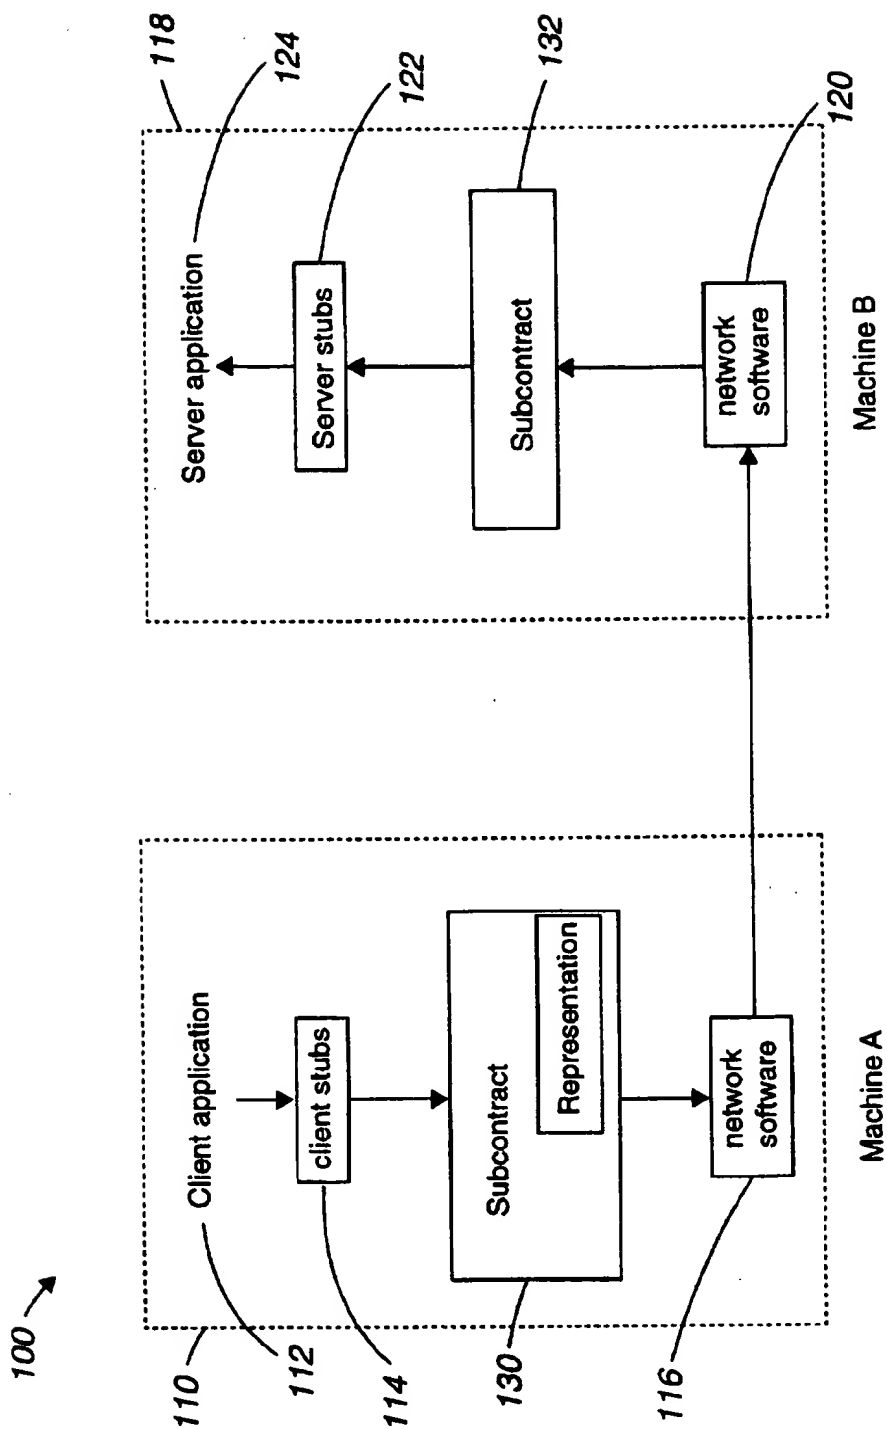 100
110
112
Client application
114
client stubs
130
Subcontract
Representation
116
network
software
Machine A
118
124
Server application
122
Server stubs
132
Subcontract
120
network
software
Machine B